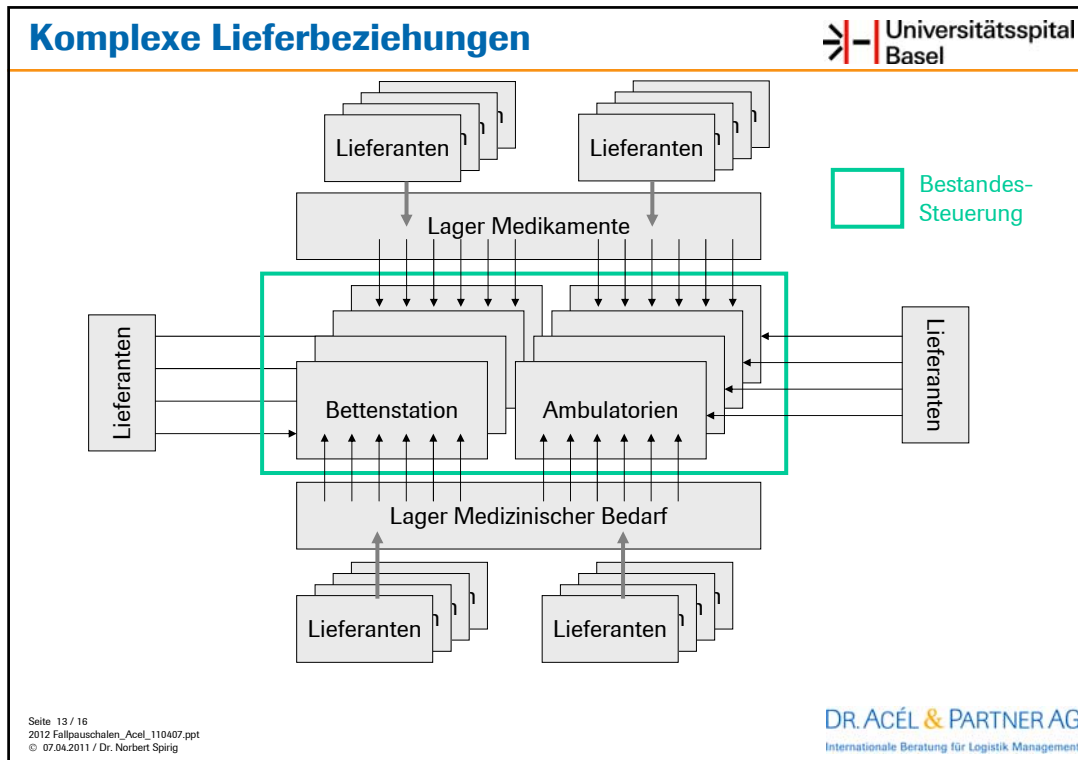 Komplexe Lieferbeziehungen
Universitätsspital
Basel
n
n
n
Lieferanten
n
n
n
Lieferanten
Bestandes-
Steuerung
Lager Medikamente
Lieferanten
Lieferanten
Bettenstation
Ambulatorien
Lager Medizinischer Bedarf
n
n
n
Lieferanten
n
n
n
Lieferanten
Seite 13 / 16
2012 Fallpauschalen_Acel_110407.ppt
© 07.04.2011 / Dr. Norbert Spirig
DR. ACÉL & PARTNER AG
Internationale Beratung für Logistik Management